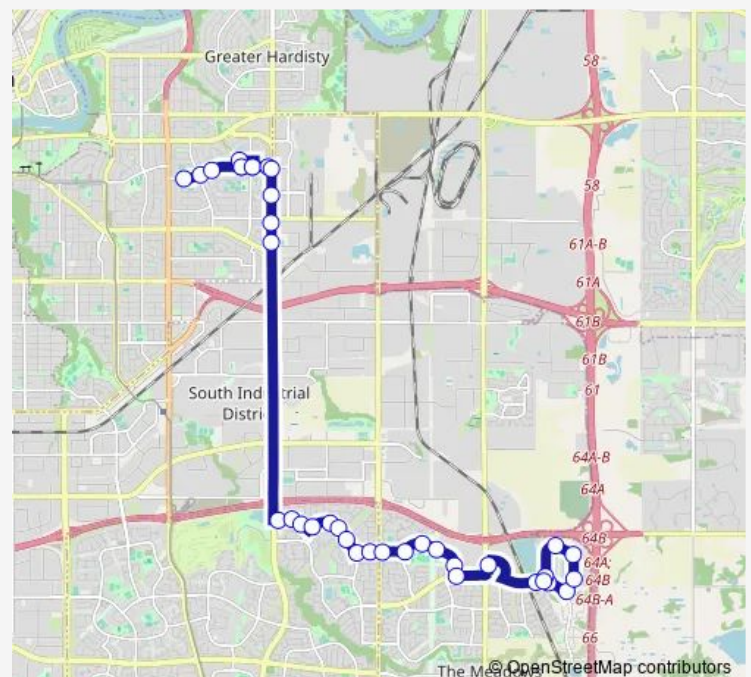 Greater Hardisty
58
58
61A-B
61A
61B
61B
61
South Industrial
District
64A-B
64A
64B
64A;
64B
64B-A
66
The Meadows
© OpenStreetMap contributors